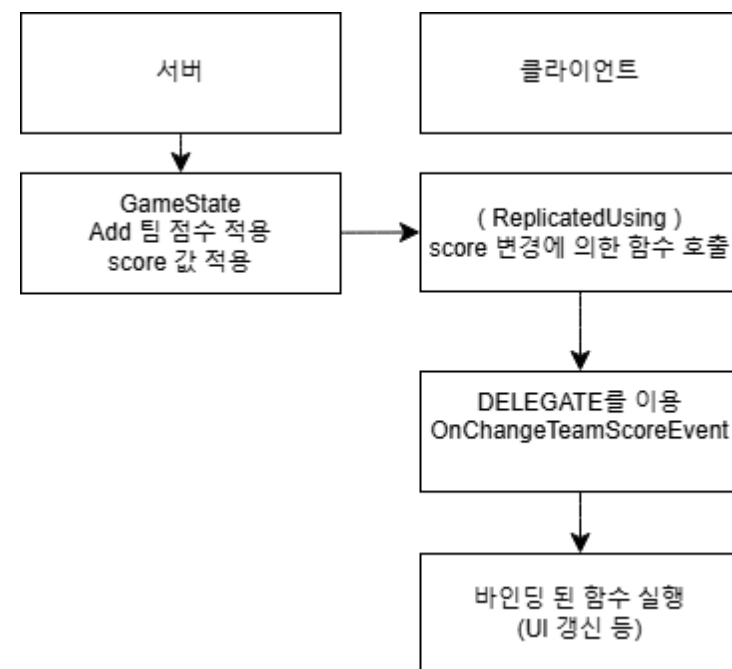 서버
클라이언트
GameState
Add 팀 점수 적용
score 값 적용
( ReplicatedUsing )
score 변경에 의한 함수 호출
DELEGATE를 이용
OnChangeTeamScoreEvent
바인딩 된 함수 실행
(UI 갱신 등)